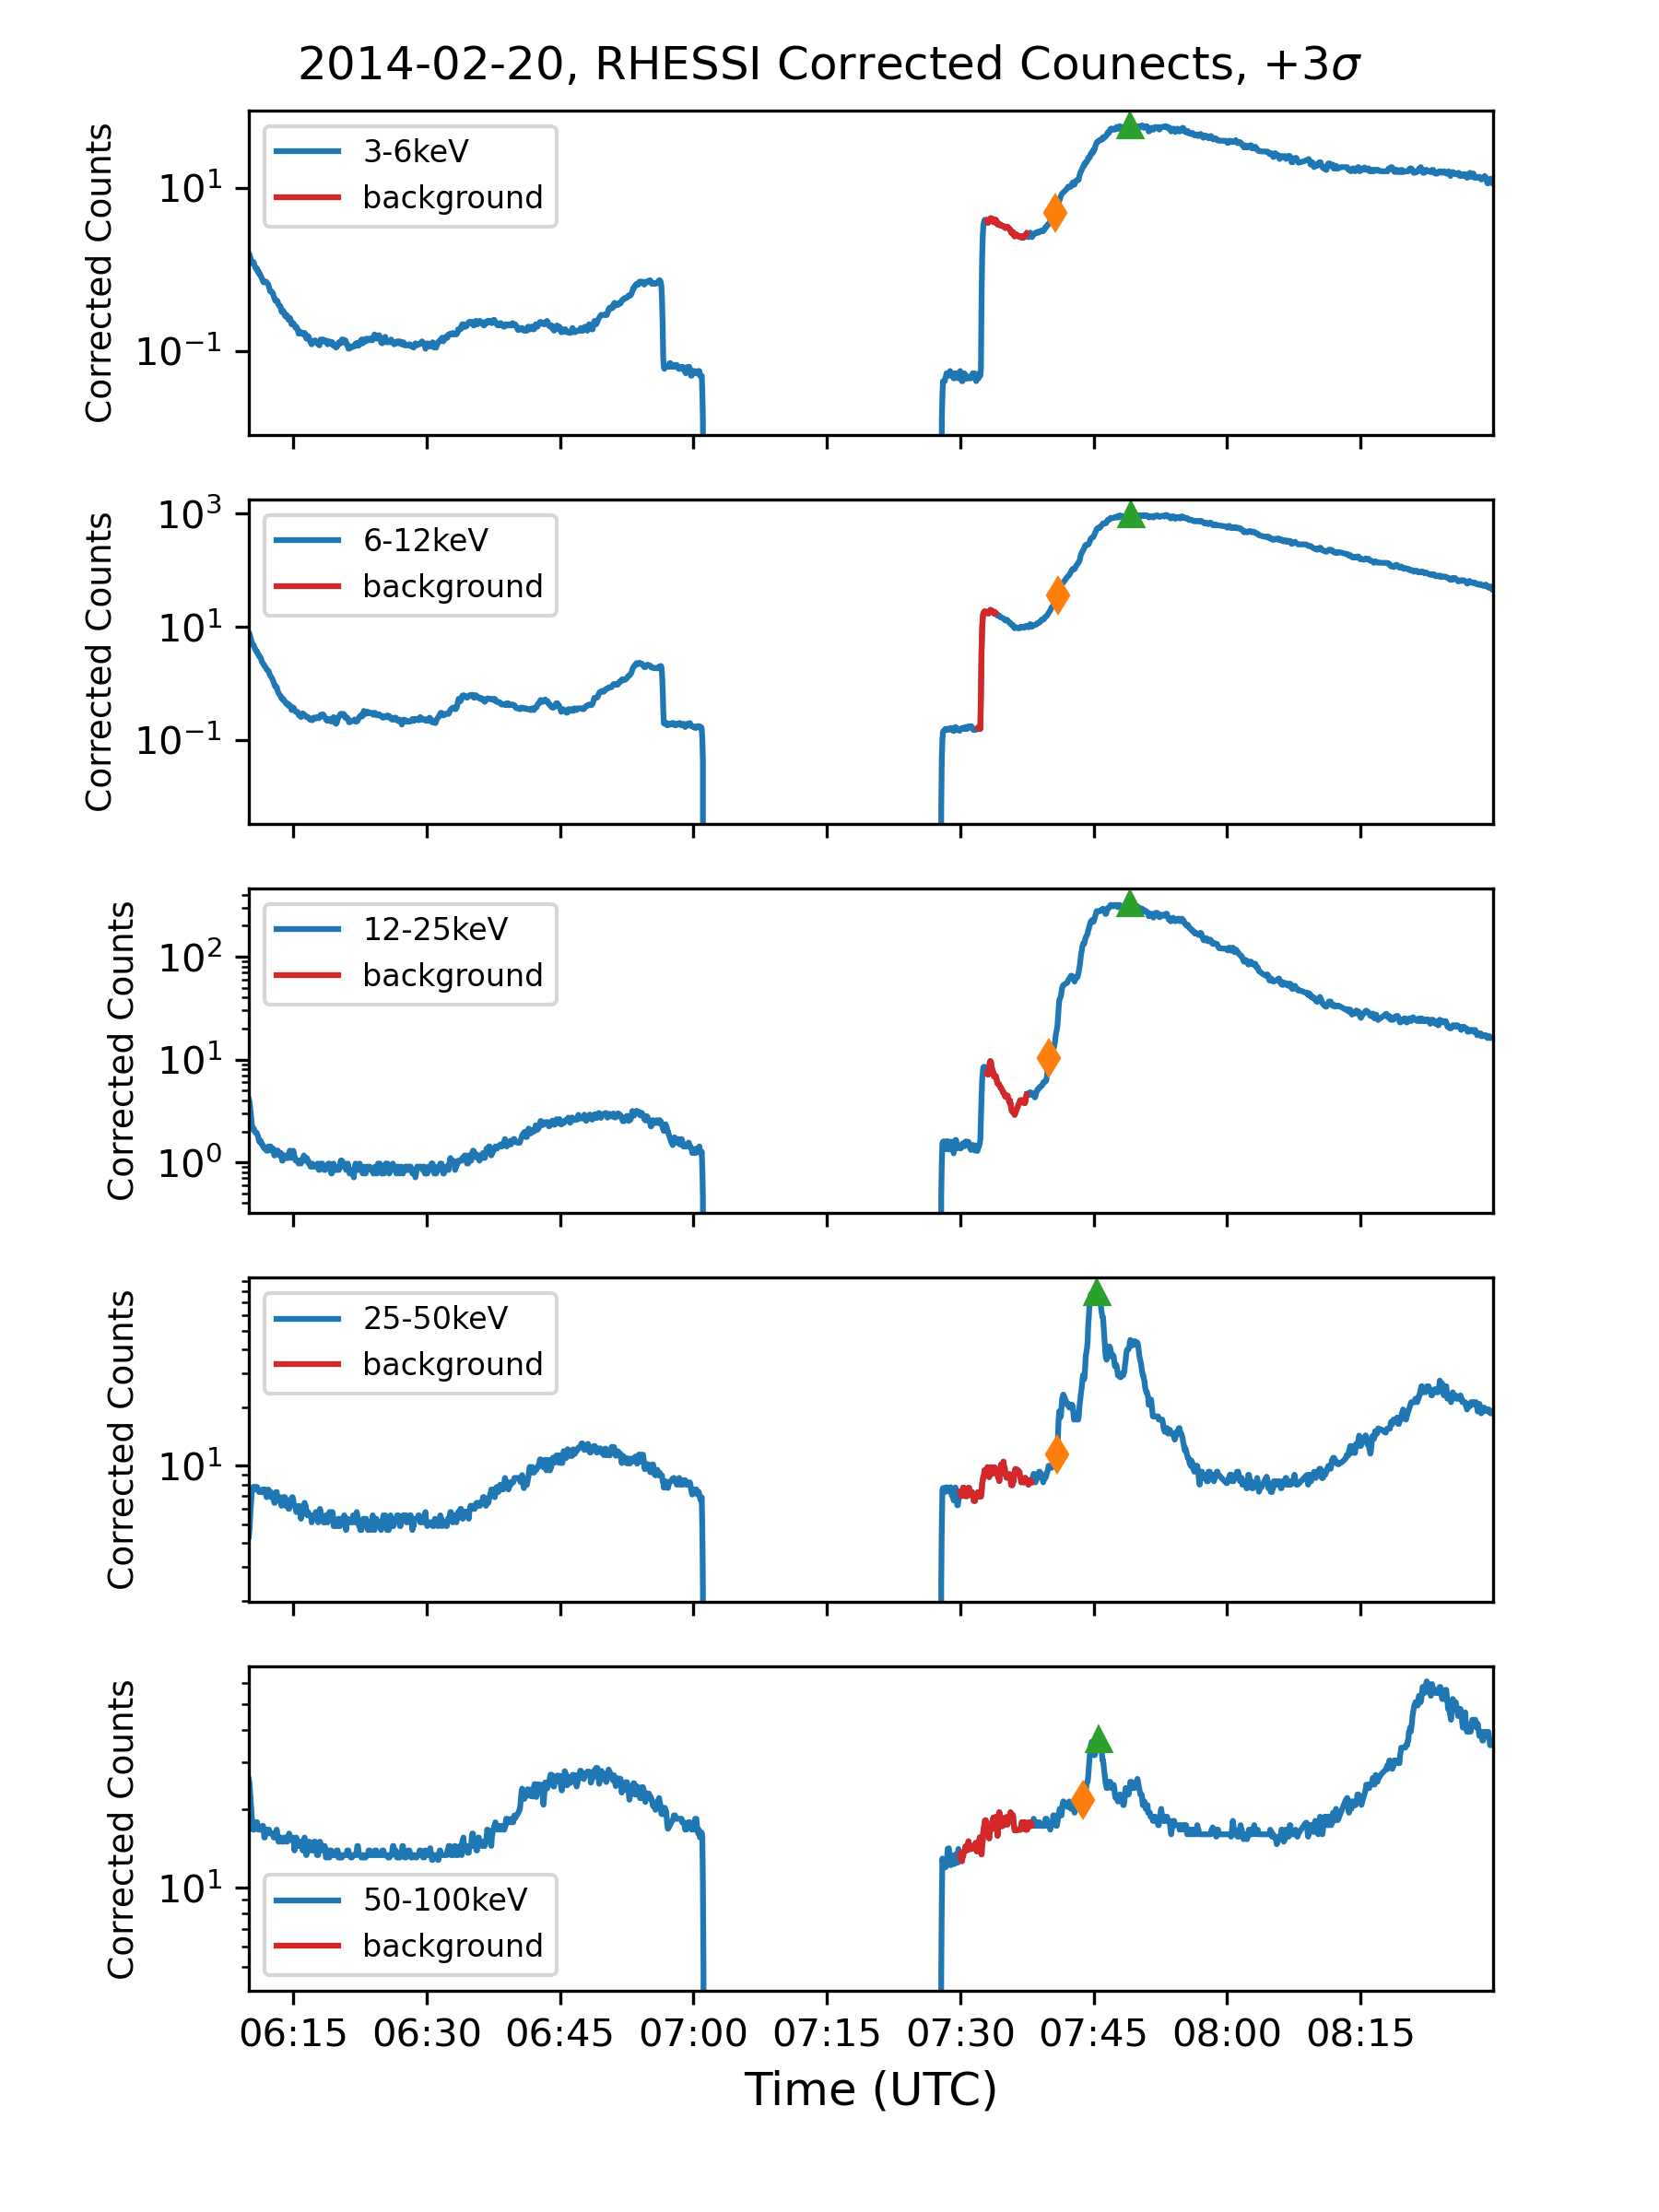 2014-02-20, RHESSI Corrected Counects, +3σ
Corrected Counts
10¹
10⁻¹
3-6keV
background
Corrected Counts
10³
10¹
10⁻¹
6-12keV
background
Corrected Counts
10²
10¹
10⁰
12-25keV
background
Corrected Counts
10¹
25-50keV
background
Corrected Counts
10¹
50-100keV
background
06:15 06:30 06:45 07:00 07:15 07:30 07:45 08:00 08:15
Time (UTC)